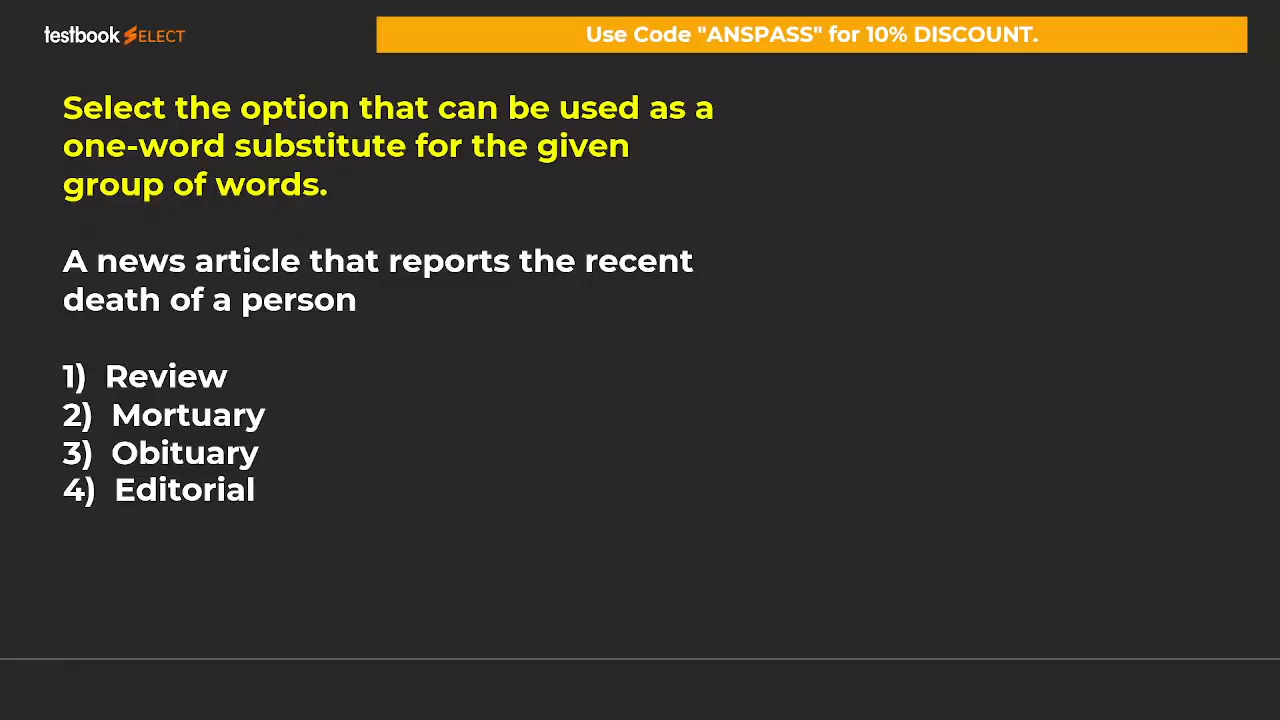 testbook SELECT
Use Code "ANSPASS" for 10% DISCOUNT.
Select the option that can be used as a
one-word substitute for the given
group of words.
A news article that reports the recent
death of a person
1) Review
2) Mortuary
3) Obituary
4) Editorial